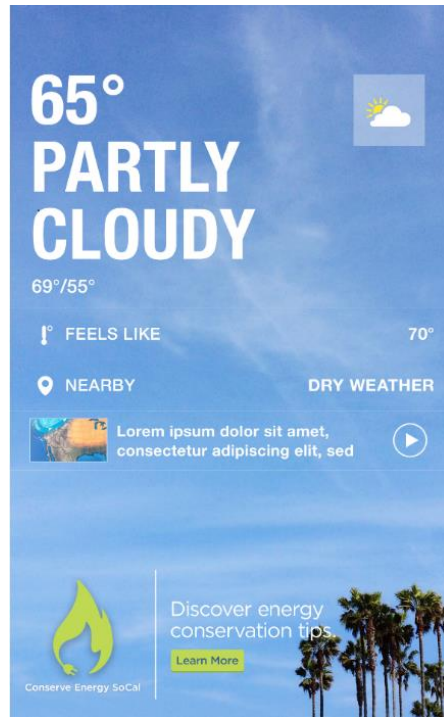 65°
PARTLY
CLOUDY
69°/55°
FEELS LIKE 70°
NEARBY DRY WEATHER
Lorem ipsum dolor sit amet,
consectetur adipiscing elit, sed
Discover energy
conservation tips.
Learn More
Conserve Energy SoCal